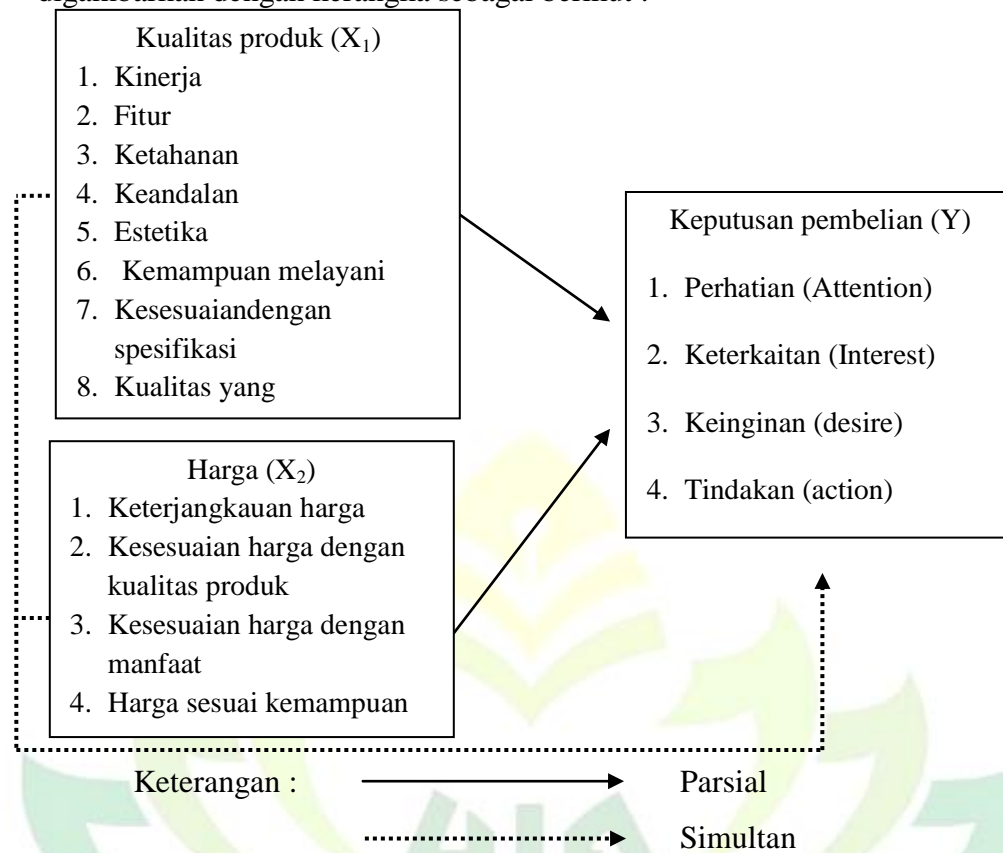 digambarkan dengan kerangka sebagai berikut :
Kualitas produk (X₁)
1. Kinerja
2. Fitur
3. Ketahanan
4. Keandalan
5. Estetika
6. Kemampuan melayani
7. Kesesuaiandengan
spesifikasi
8. Kualitas yang
Harga (X₂)
1. Keterjangkauan harga
2. Kesesuaian harga dengan
kualitas produk
3. Kesesuaian harga dengan
manfaat
4. Harga sesuai kemampuan
Keputusan pembelian (Y)
1. Perhatian (Attention)
2. Keterkaitan (Interest)
3. Keinginan (desire)
4. Tindakan (action)
Keterangan :
Parsial
Simultan